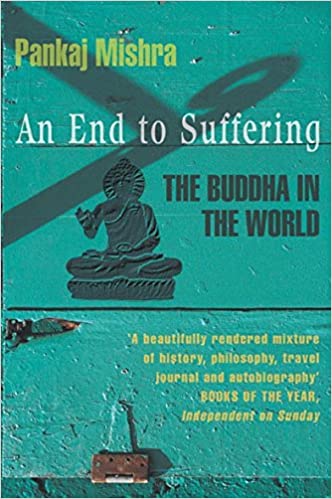 Pankaj Mishra
An End to Suffering
THE BUDDHA IN
THE WORLD
'A beautifully rendered mixture
of history, philosophy, travel
journal and autobiography'
BOOKS OF THE YEAR,
Independent on Sunday